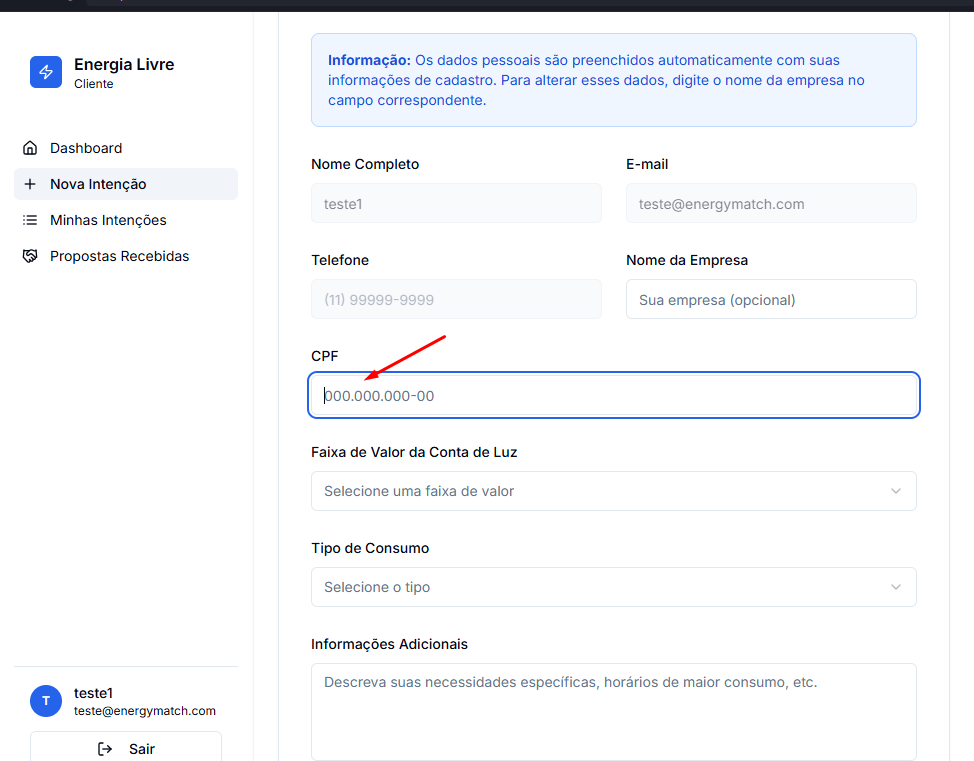 Energia Livre
Cliente
Dashboard
Nova Intenção
Minhas Intenções
Propostas Recebidas
teste1
teste@energymatch.com
Sair
Informação: Os dados pessoais são preenchidos automaticamente com suas
informações de cadastro. Para alterar esses dados, digite o nome da empresa no
campo correspondente.
Nome Completo
teste1
E-mail
teste@energymatch.com
Telefone
(11) 99999-9999
Nome da Empresa
Sua empresa (opcional)
CPF
000.000.000-00
Faixa de Valor da Conta de Luz
Selecione uma faixa de valor
Tipo de Consumo
Selecione o tipo
Informações Adicionais
Descreva suas necessidades específicas, horários de maior consumo, etc.
T